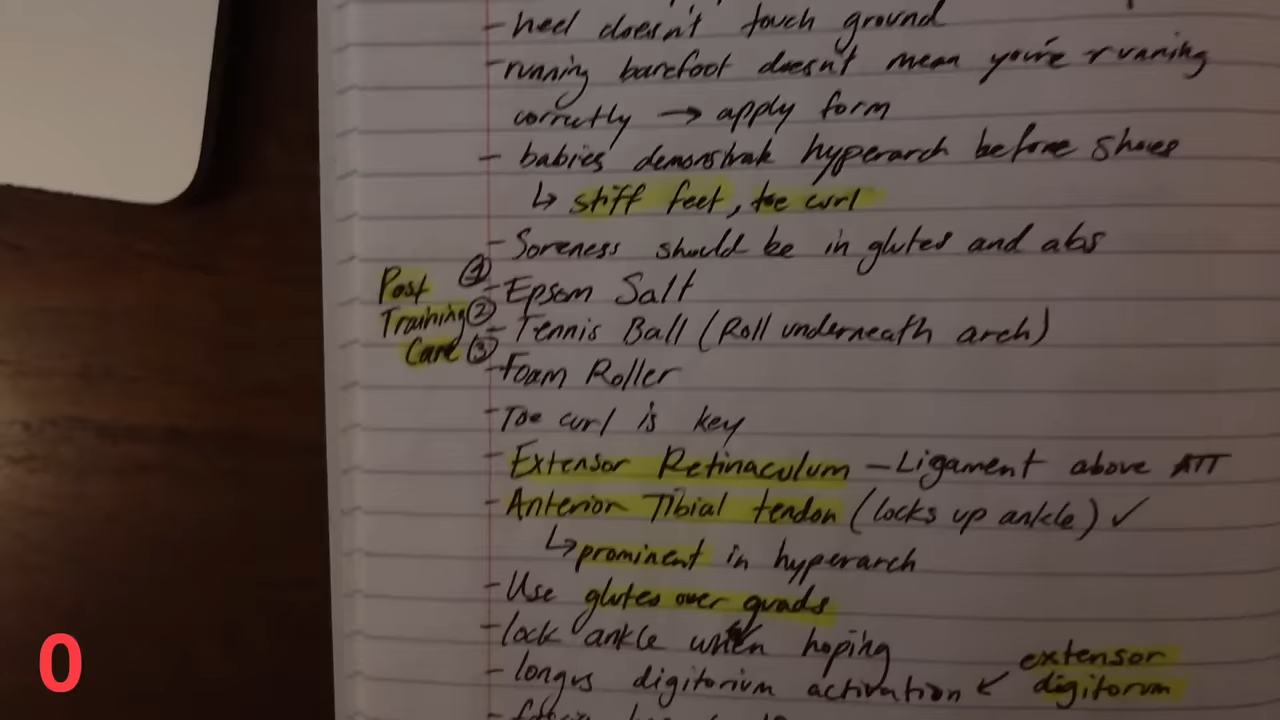 - heel doesn't touch ground
- running barefoot doesn't mean you're running
correctly → apply form
- babies demonstrate hyperarch before shoes
↳ stiff feet, toe curl
- Soreness should be in glutes and abs
Post Training Care
① - Epsom Salt
② - Tennis Ball (Roll underneath arch)
③ - Foam Roller
- Toe curl is key
- Extensor Retinaculum - Ligament above ATT
- Anterior Tibial tendon (locks up ankle) ✓
↳ prominent in hyperarch
- Use glutes over quads
- lock ankle when hoping
- longus digitorium activation ↙ extensor digitorum
0